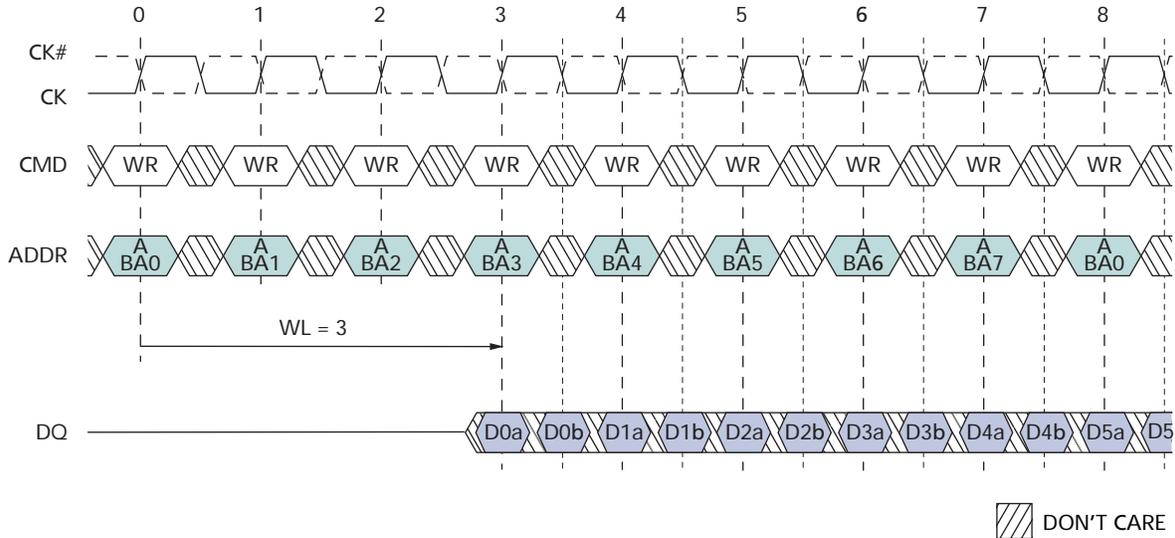 0 1 2 3 4 5 6 7 8
CK#
CK
CMD WR WR WR WR WR WR WR WR WR
ADDR A A A A A A A A A
BA0 BA1 BA2 BA3 BA4 BA5 BA6 BA7 BA0
WL = 3
DQ D0a D0b D1a D1b D2a D2b D3a D3b D4a D4b D5a D5
DON'T CARE